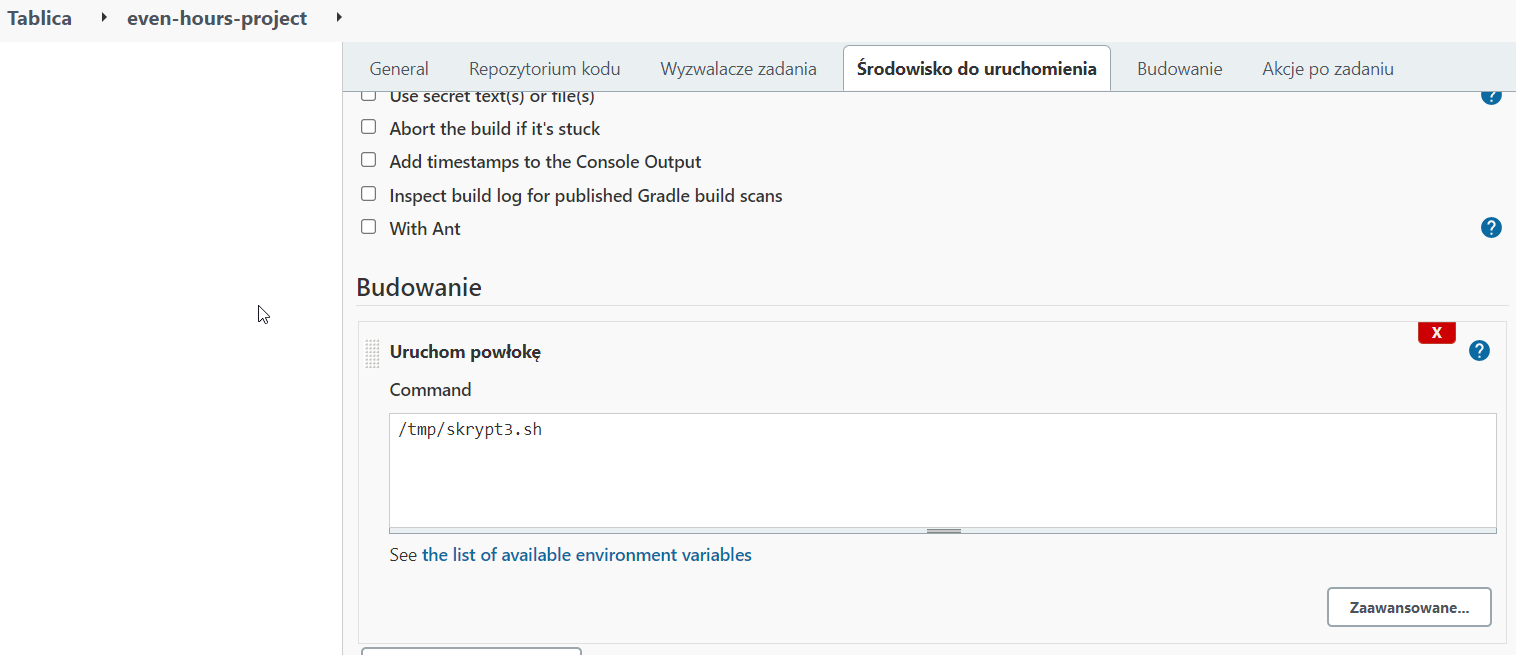 Tablica even-hours-project
General Repozytorium kodu Wyzwalacze zadania Środowisko do uruchomienia Budowanie Akcje po zadaniu
Use secret text(s) or file(s) ?
Abort the build if it's stuck
Add timestamps to the Console Output
Inspect build log for published Gradle build scans
With Ant ?
Budowanie
X
Uruchom powłokę ?
Command
/tmp/skrypt3.sh
See the list of available environment variables
Zaawansowane...